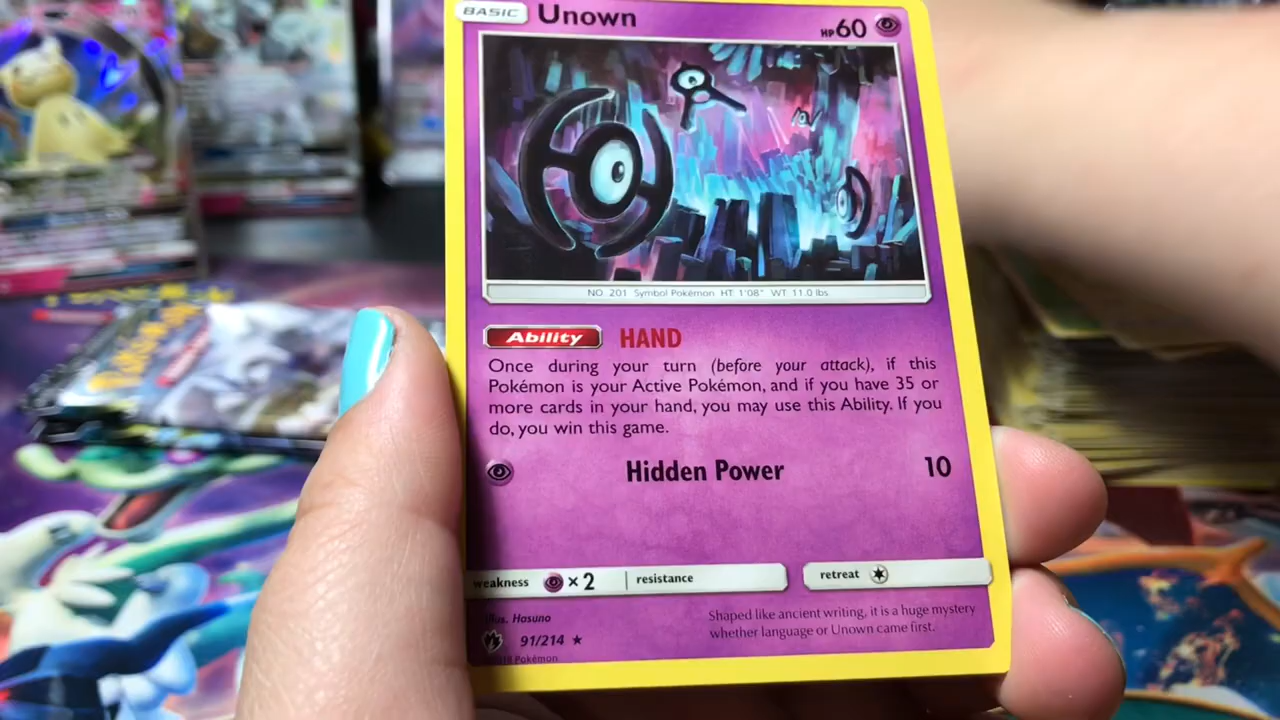 BASIC Unown HP60
NO. 201 Symbol Pokémon HT: 1'08" WT: 11.0 lbs
Ability HAND
Once during your turn (before your attack), if this
Pokémon is your Active Pokémon, and if you have 35 or
more cards in your hand, you may use this Ability. If you
do, you win this game.
Hidden Power 10
weakness ×2 resistance retreat
Illus. Hasuno
91/214 ★
Shaped like ancient writing, it is a huge mystery
whether language or Unown came first.
Pokémon